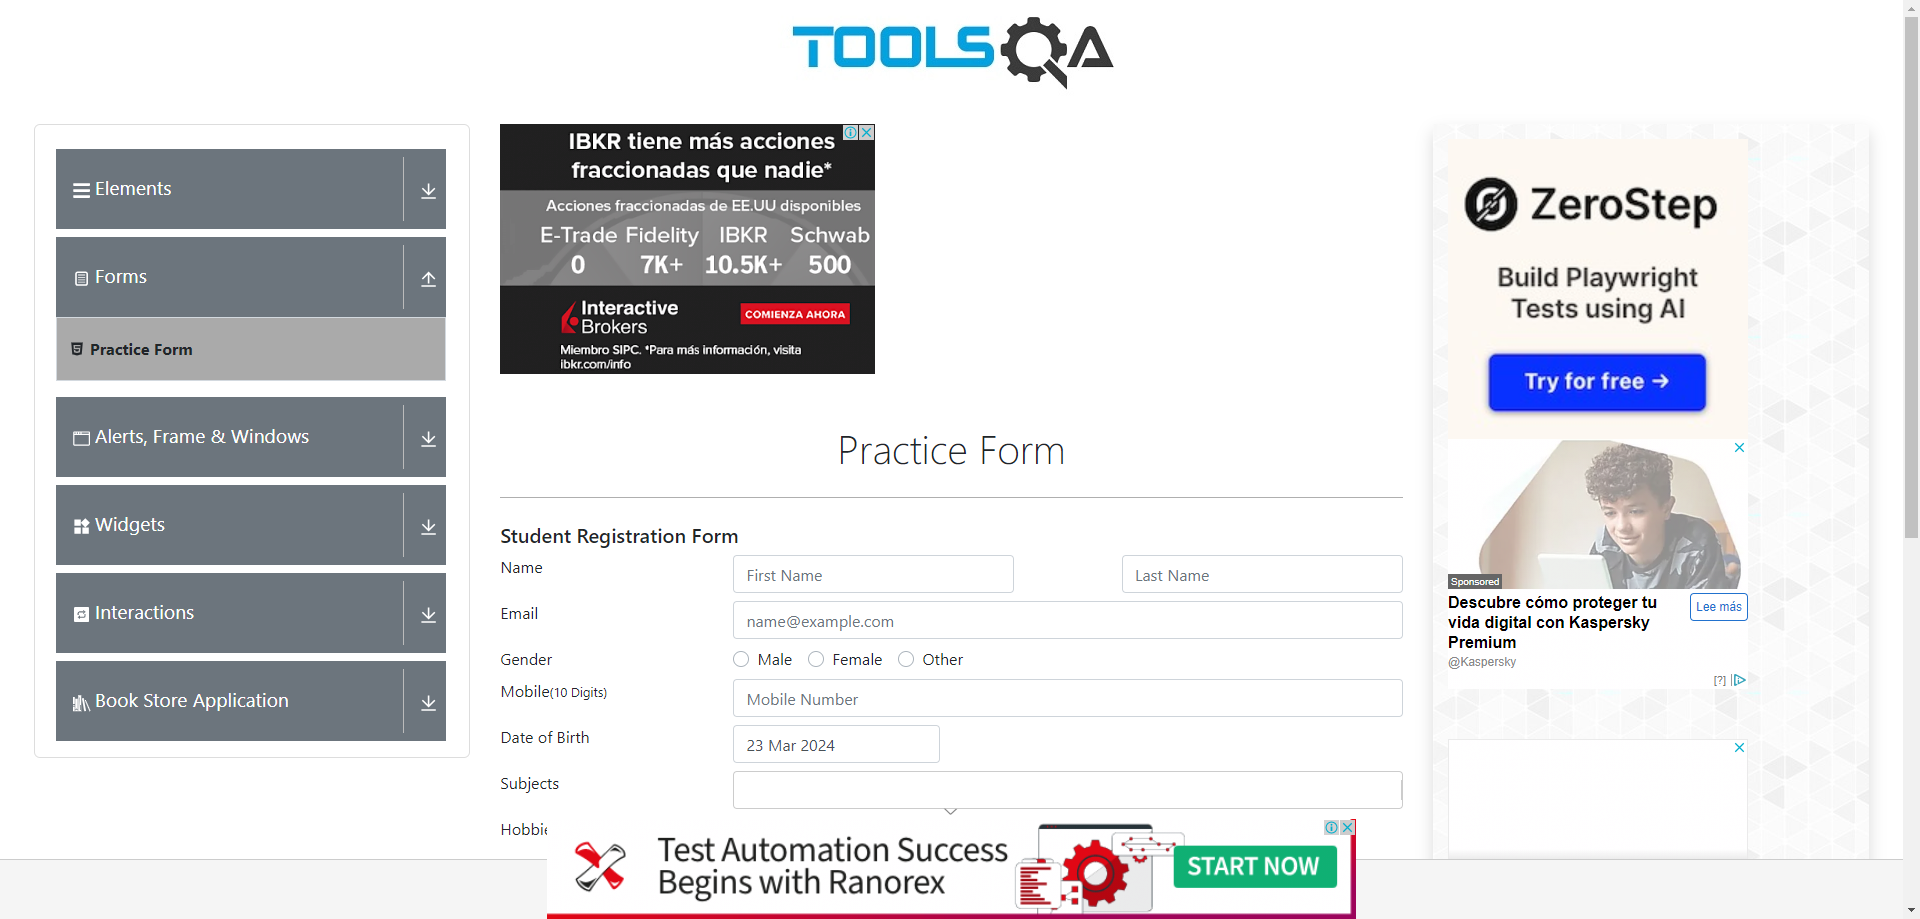 TOOLSQA
Elements
Forms
Practice Form
Alerts, Frame & Windows
Widgets
Interactions
Book Store Application
IBKR tiene más acciones
fraccionadas que nadie*
Acciones fraccionadas de EE.UU disponibles
E-Trade Fidelity IBKR Schwab
0 7K+ 10.5K+ 500
Interactive
Brokers
COMIENZA AHORA
Miembro SIPC. *Para más información, visita
ibkr.com/info
Practice Form
Student Registration Form
Name
First Name
Last Name
Email
name@example.com
Gender
Male
Female
Other
Mobile(10 Digits)
Mobile Number
Date of Birth
23 Mar 2024
Subjects
Hobbie
Test Automation Success
Begins with Ranorex
START NOW
ZeroStep
Build Playwright
Tests using AI
Try for free →
Sponsored
Descubre cómo proteger tu
vida digital con Kaspersky
Premium
Lee más
@Kaspersky
[?]